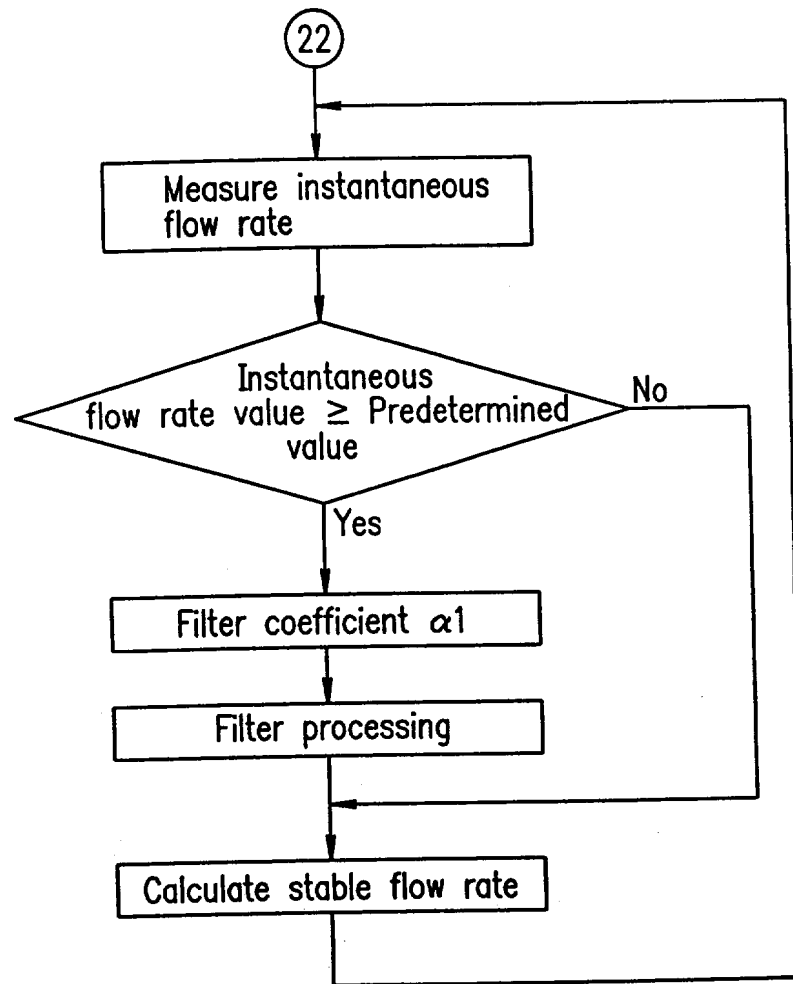 22
Measure instantaneous
flow rate
Instantaneous
flow rate value ≥ Predetermined
value
No
Yes
Filter coefficient α1
Filter processing
Calculate stable flow rate